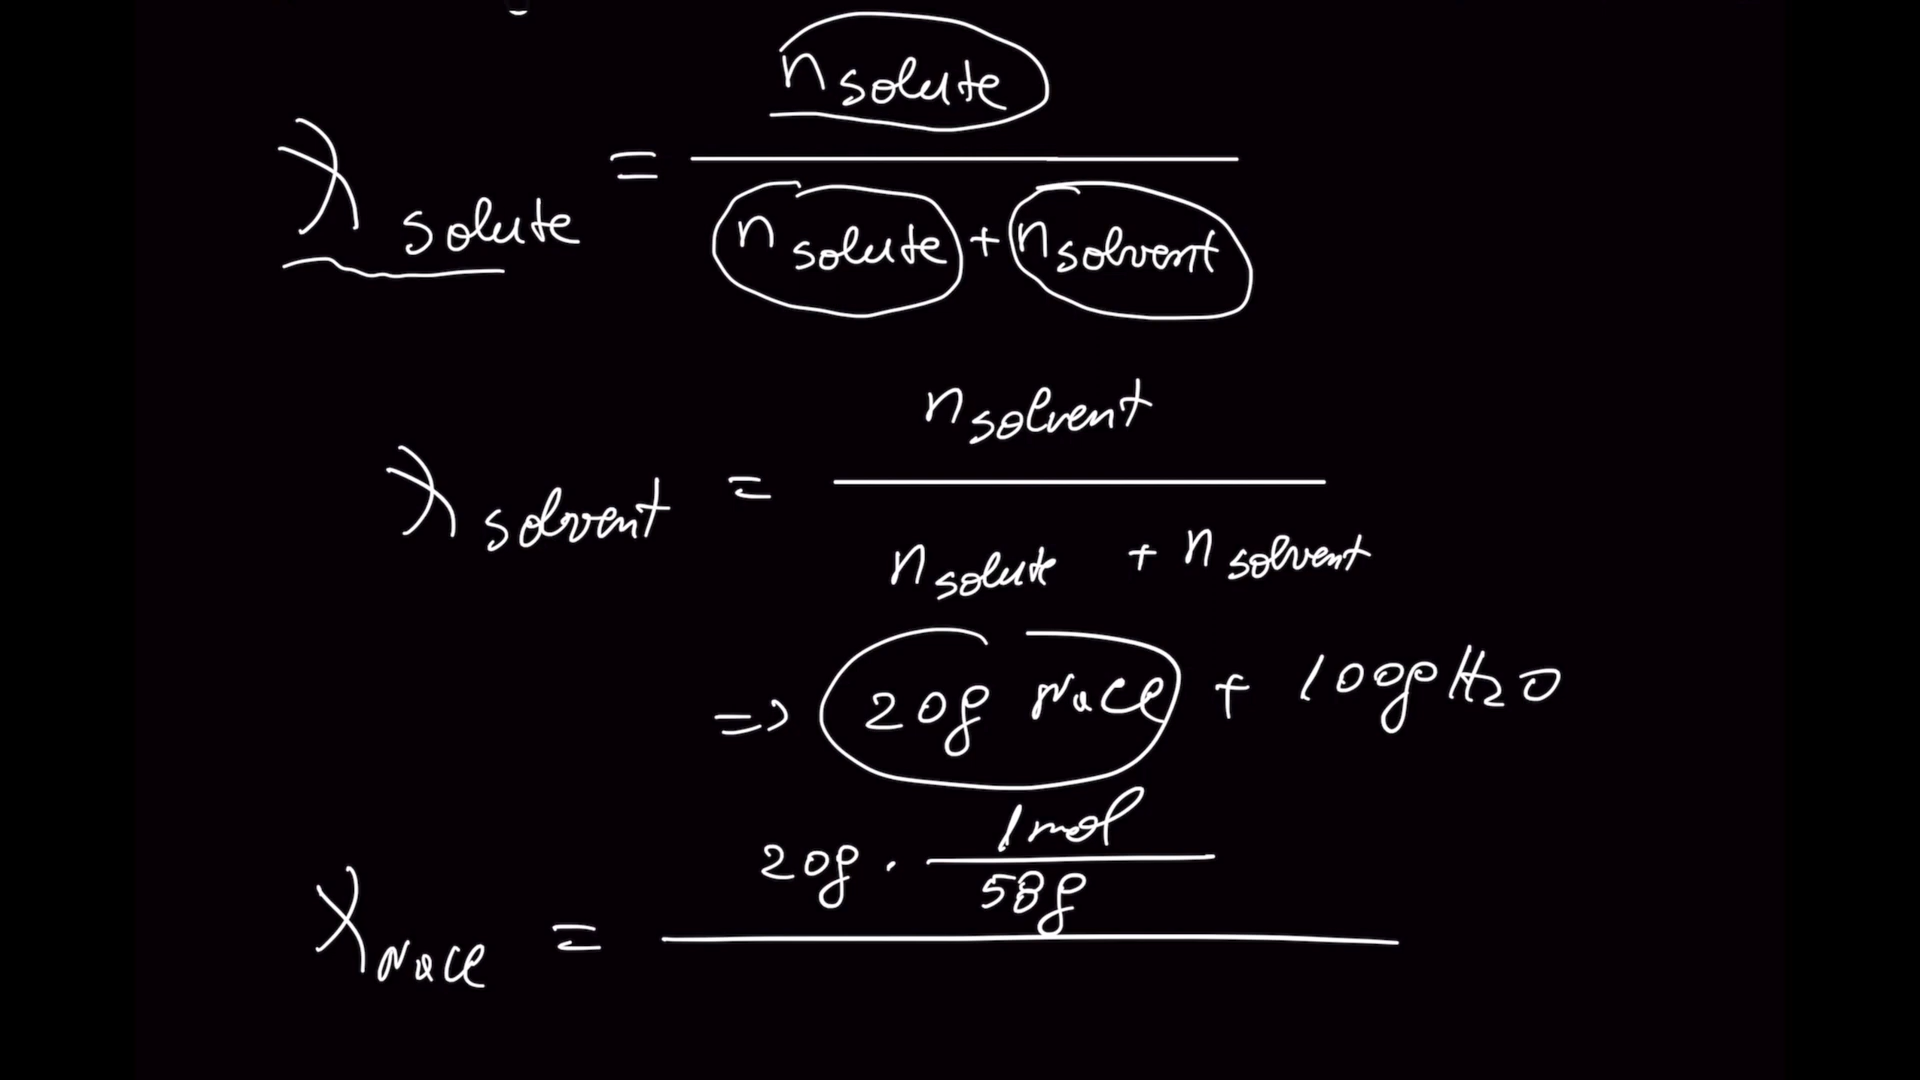 χ solute = n solute / n solute + n solvent
χ solvent = n solvent / n solute + n solvent
=> 20g NaCl + 100g H2O
χ NaCl = 20g · 1mol / 58g